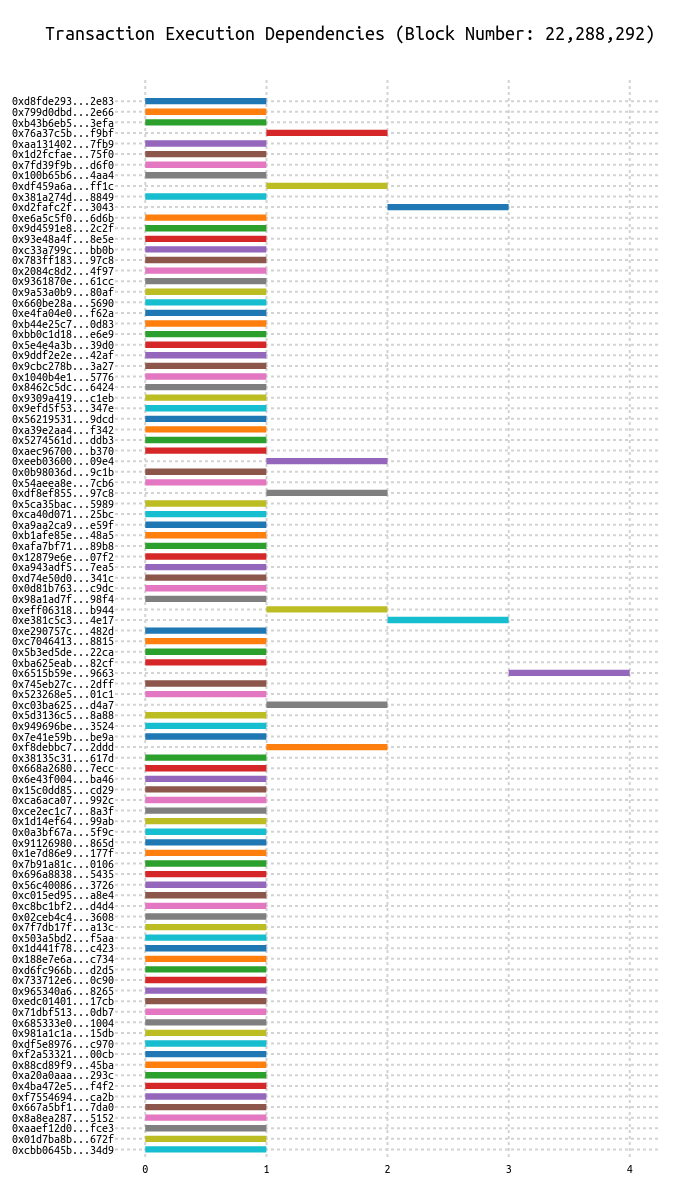 Transaction Execution Dependencies (Block Number: 22,288,292)
0xd8fde293...2e83
0x799d0dbd...2e66
0xb43b6eb5...3efa
0x76a37c5b...f9bf
0xaa131402...7fb9
0x1d2fcfae...75f0
0x7fd39f9b...d6f0
0x100b65b6...4aa4
0xdf459a6a...ff1c
0x381a274d...8849
0xd2fafc2f...3043
0xe6a5c5f0...6d6b
0x9d4591e8...2c2f
0x93e48a4f...8e5e
0xc33a799c...bb0b
0x783ff183...97c8
0x2084c8d2...4f97
0x9361870e...61cc
0x9a53a0b9...80af
0x660be28a...5690
0xe4fa04e0...f62a
0xb44e25c7...0d83
0xbb0c1d18...e6e9
0x5e4e4a3b...39d0
0x9ddf2e2e...42af
0x9cbc278b...3a27
0x1040b4e1...5776
0x8462c5dc...6424
0x9309a419...c1eb
0x9efd5f53...347e
0x56219531...9dcd
0xa39e2aa4...f342
0x5274561d...ddb3
0xaec96700...b370
0xeeb03600...09e4
0x0b98036d...9c1b
0x54aeea8e...7cb6
0xdf8ef855...97c8
0x5ca35bac...5989
0xca40d071...25bc
0xa9aa2ca9...e59f
0xb1afe85e...48a5
0xafa7bf71...89b8
0x12879e6e...07f2
0xa943adf5...7ea5
0xd74e50d0...341c
0x0d81b763...c9dc
0x98a1ad7f...98f4
0xeff06318...b944
0xe381c5c3...4e17
0xe290757c...482d
0xc7046413...8815
0x5b3ed5de...22ca
0xba625eab...82cf
0x6515b59e...9663
0x745eb27c...2dff
0x523268e5...01c1
0xc03ba625...d4a7
0x5d3136c5...8a88
0x949696be...3524
0x7e41e59b...be9a
0xf8debbc7...2ddd
0x38135c31...617d
0x668a2680...7ecc
0x6e43f004...ba46
0x15c0dd85...cd29
0xca6aca07...992c
0xce2ec1c7...8a3f
0x1d14ef64...99ab
0x0a3bf67a...5f9c
0x91126980...865d
0x1e7d86e9...177f
0x7b91a81c...0106
0x696a8838...5435
0x56c40086...3726
0xc015ed95...a8e4
0xc8bc1bf2...d4d4
0x02ceb4c4...3608
0x7f7db17f...a13c
0x503a5bd2...f5aa
0x1d441f78...c423
0x188e7e6a...c734
0xd6fc966b...d2d5
0x733712e6...0c90
0x965340a6...8265
0xedc01401...17cb
0x71dbf513...0db7
0x685333e0...1004
0x981a1c1a...15db
0xdf5e8976...c970
0xf2a53321...00cb
0x88cd89f9...45ba
0xa20a0aaa...293c
0x4ba472e5...f4f2
0xf7554694...ca2b
0x667a5bf1...7da0
0x8a8ea287...5152
0xaaef12d0...fce3
0x01d7ba8b...672f
0xcbb0645b...34d9
0 1 2 3 4